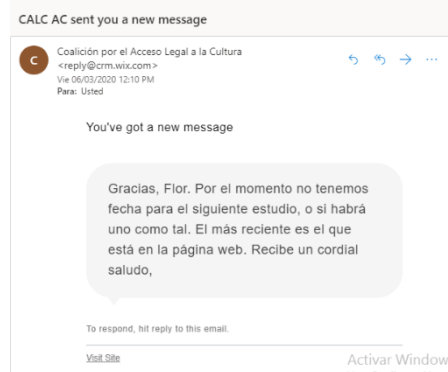 CALC AC sent you a new message
C
Coalición por el Acceso Legal a la Cultura
<reply@crm.wix.com>
Vie 06/03/2020 12:10 PM
Para: Usted
You've got a new message
Gracias, Flor. Por el momento no tenemos
fecha para el siguiente estudio, o si habrá
uno como tal. El más reciente es el que
está en la página web. Recibe un cordial
saludo,
To respond, hit reply to this email.
Visit Site
Activar Window